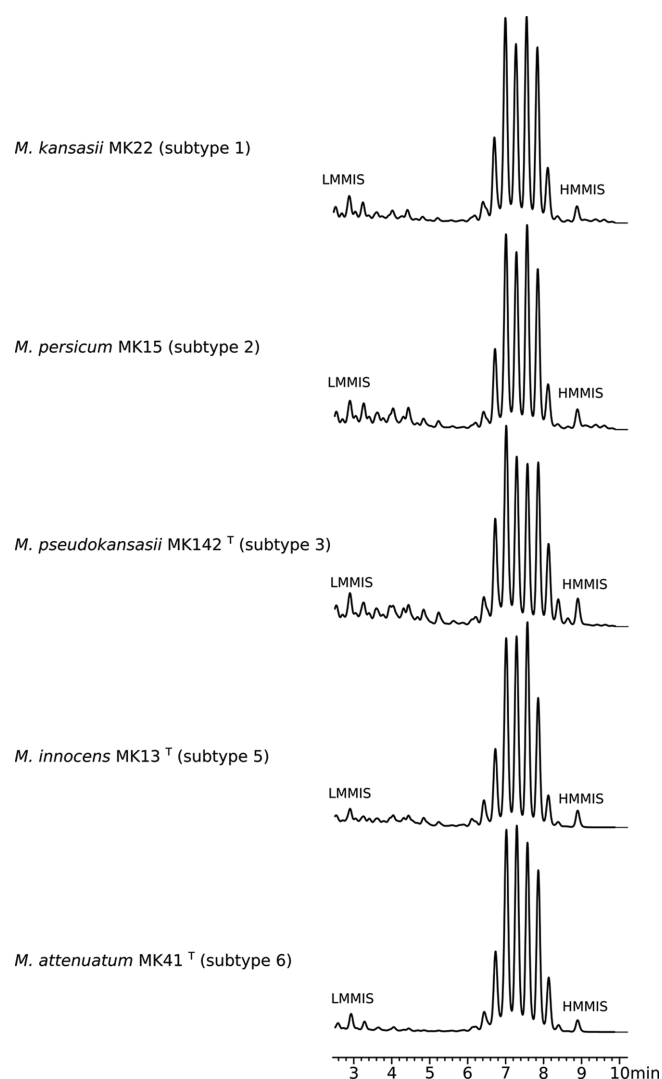 M. kansasii MK22 (subtype 1)
LMMIS
HMMIS
M. persicum MK15 (subtype 2)
LMMIS
HMMIS
M. pseudokansasii MK142 T (subtype 3)
LMMIS
HMMIS
M. innocens MK13 T (subtype 5)
LMMIS
HMMIS
M. attenuatum MK41 T (subtype 6)
LMMIS
HMMIS
3 4 5 6 7 8 9 10min